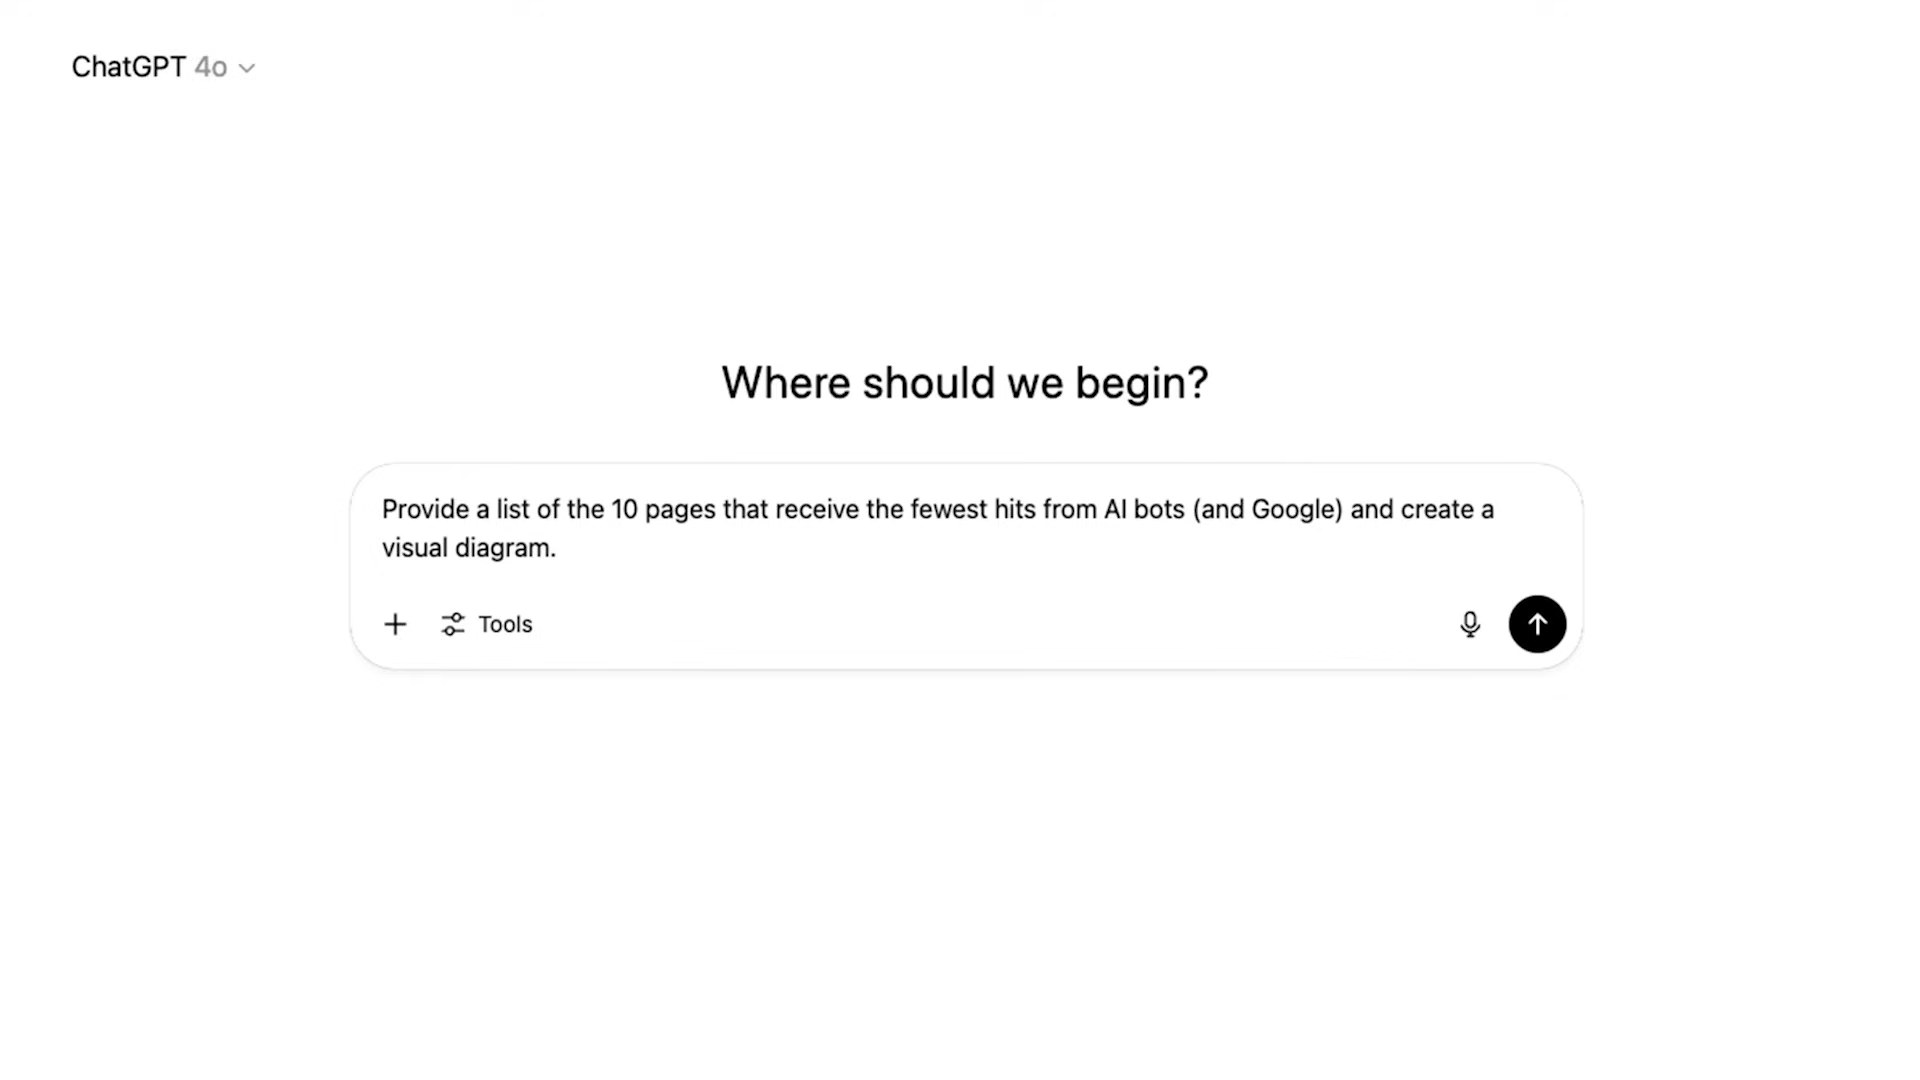 ChatGPT 4o
Where should we begin?
Provide a list of the 10 pages that receive the fewest hits from AI bots (and Google) and create a
visual diagram.
Tools